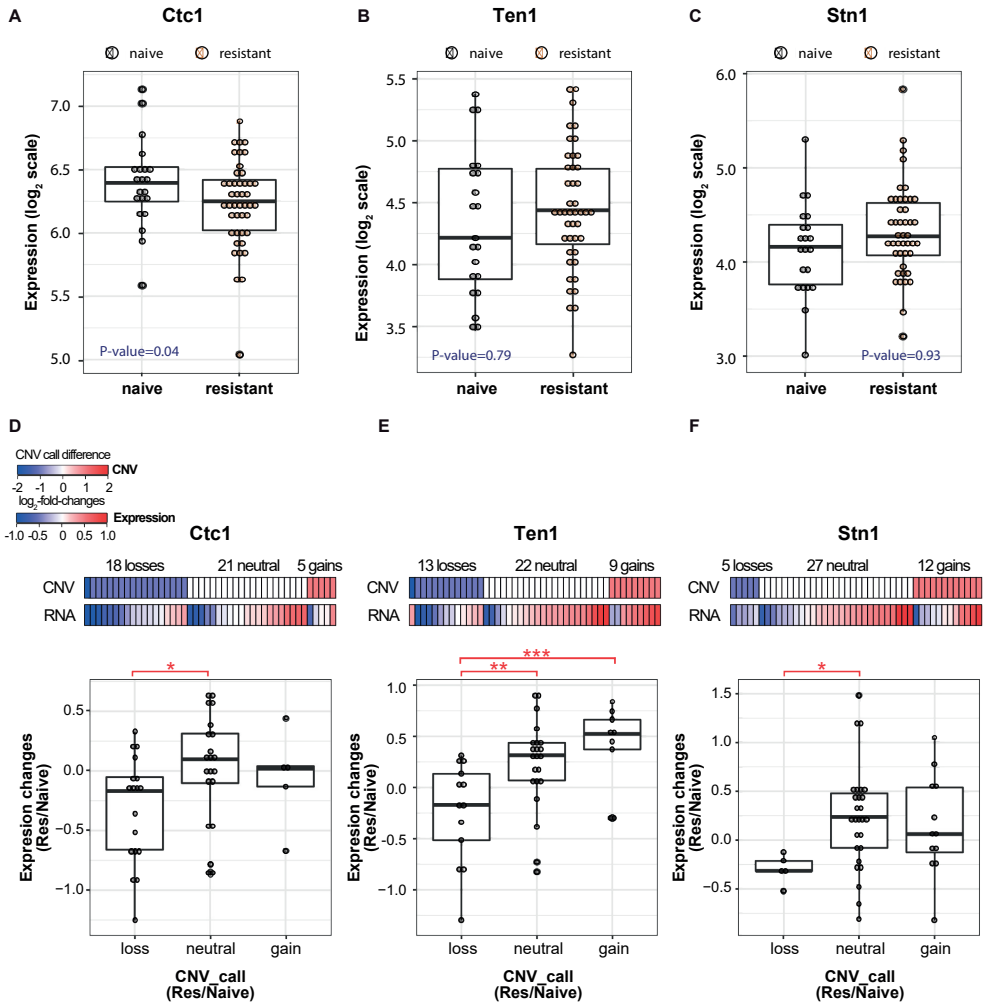 A
Ctc1
naive
resistant
Expression (log2 scale)
7.0
6.5
6.0
5.5
5.0
P-value=0.04
naive
resistant
B
Ten1
naive
resistant
Expression (log2 scale)
5.5
5.0
4.5
4.0
3.5
P-value=0.79
naive
resistant
C
Stn1
naive
resistant
Expression (log2 scale)
6.0
5.0
4.0
3.0
P-value=0.93
naive
resistant
D
CNV call difference
CNV
-2 -1 0 1 2
log2-fold-changes
Expression
-1.0 -0.5 0 0.5 1.0
Ctc1
18 losses 21 neutral 5 gains
CNV
RNA
*
Expression changes
(Res/Naive)
0.5
0.0
−0.5
−1.0
loss neutral gain
CNV_call
(Res/Naive)
E
Ten1
13 losses 22 neutral 9 gains
CNV
RNA
***
**
Expression changes
(Res/Naive)
1.0
0.5
0.0
−0.5
−1.0
loss neutral gain
CNV_call
(Res/Naive)
F
Stn1
5 losses 27 neutral 12 gains
CNV
RNA
*
Expression changes
(Res/Naive)
1.5
1.0
0.5
0.0
−0.5
loss neutral gain
CNV_call
(Res/Naive)